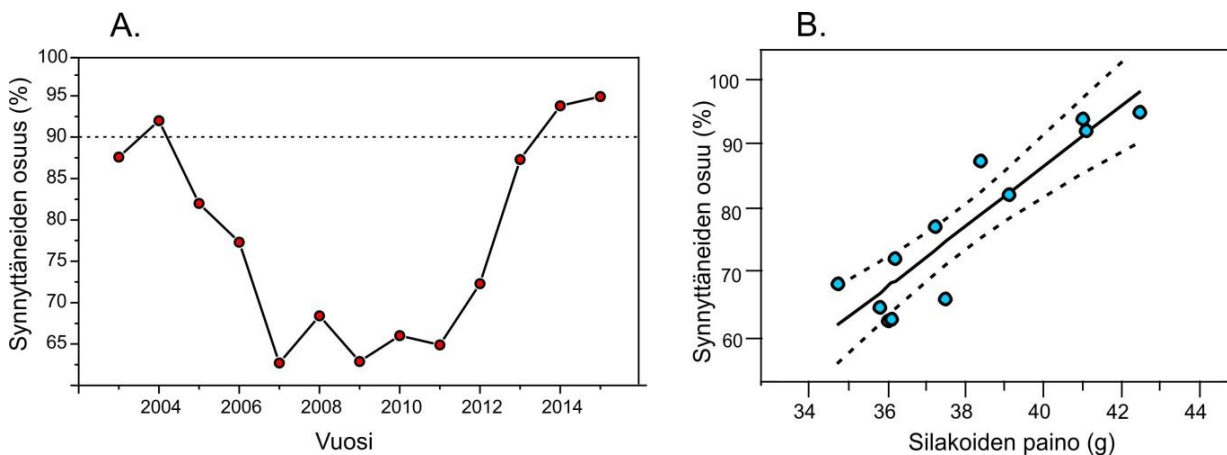 A.
Synnyttäneiden osuus (%)
100
95
90
85
80
75
70
65
2004 2006 2008 2010 2012 2014
Vuosi
B.
Synnyttäneiden osuu (%)
100
90
80
70
60
34 36 38 40 42 44
Silakoiden paino (g)